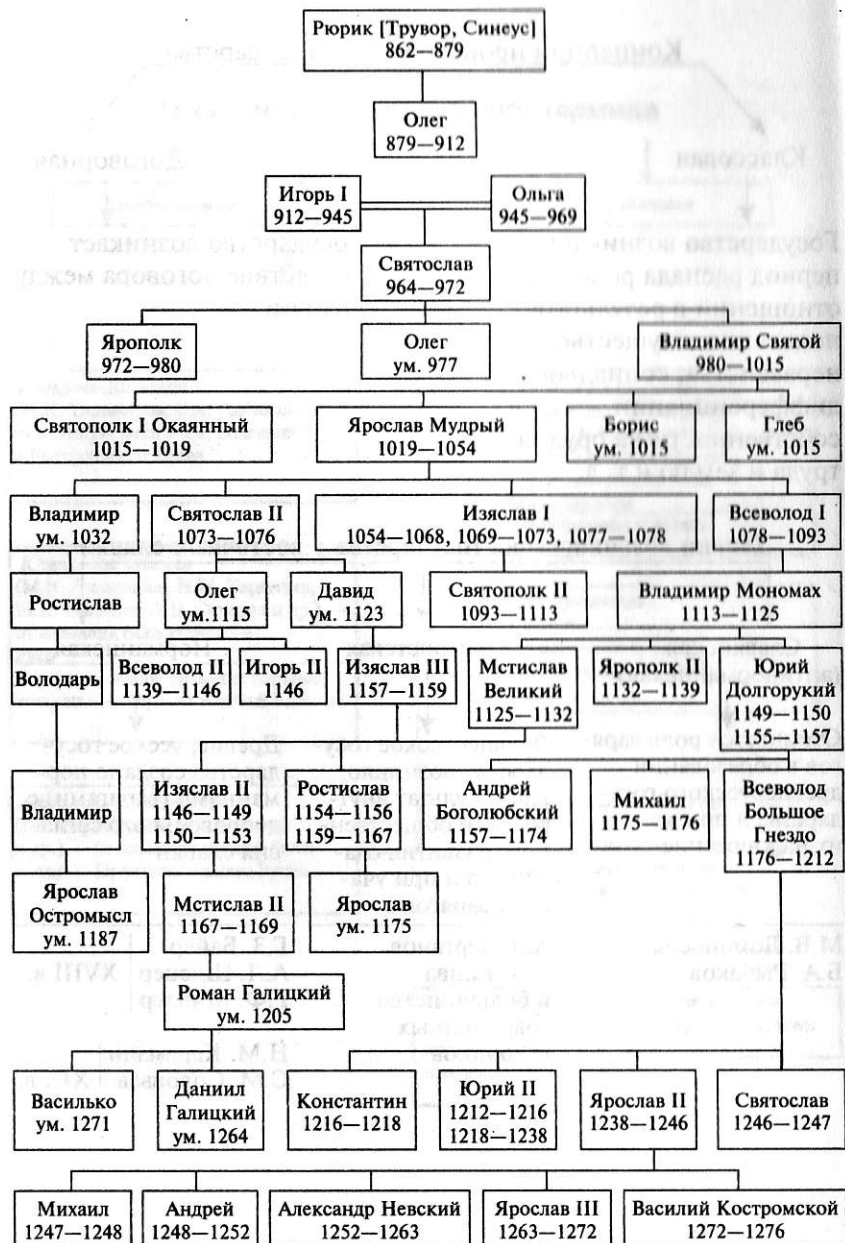 Рюрик [Трувор, Синеус]
862—879
Олег
879—912
Игорь I
912—945
Ольга
945—969
Святослав
964—972
Ярополк
972—980
Олег
ум. 977
Владимир Святой
980—1015
Святополк I Окаянный
1015—1019
Ярослав Мудрый
1019—1054
Борис
ум. 1015
Глеб
ум. 1015
Владимир
ум. 1032
Святослав II
1073—1076
Изяслав I
1054—1068, 1069—1073, 1077—1078
Всеволод I
1078—1093
Ростислав
Олег
ум.1115
Давид
ум. 1123
Святополк II
1093—1113
Владимир Мономах
1113—1125
Володарь
Всеволод II
1139—1146
Игорь II
1146
Изяслав III
1157—1159
Мстислав
Великий
1125—1132
Ярополк II
1132—1139
Юрий
Долгорукий
1149—1150
1155—1157
Владимир
Изяслав II
1146—1149
1150—1153
Ростислав
1154—1156
1159—1167
Андрей
Боголюбский
1157—1174
Михаил
1175—1176
Всеволод
Большое
Гнездо
1176—1212
Ярослав
Остромысл
ум. 1187
Мстислав II
1167—1169
Ярослав
ум. 1175
Роман Галицкий
ум. 1205
Василько
ум. 1271
Даниил
Галицкий
ум. 1264
Константин
1216—1218
Юрий II
1212—1216
1218—1238
Ярослав II
1238—1246
Святослав
1246—1247
Михаил
1247—1248
Андрей
1248—1252
Александр Невский
1252—1263
Ярослав III
1263—1272
Василий Костромской
1272—1276